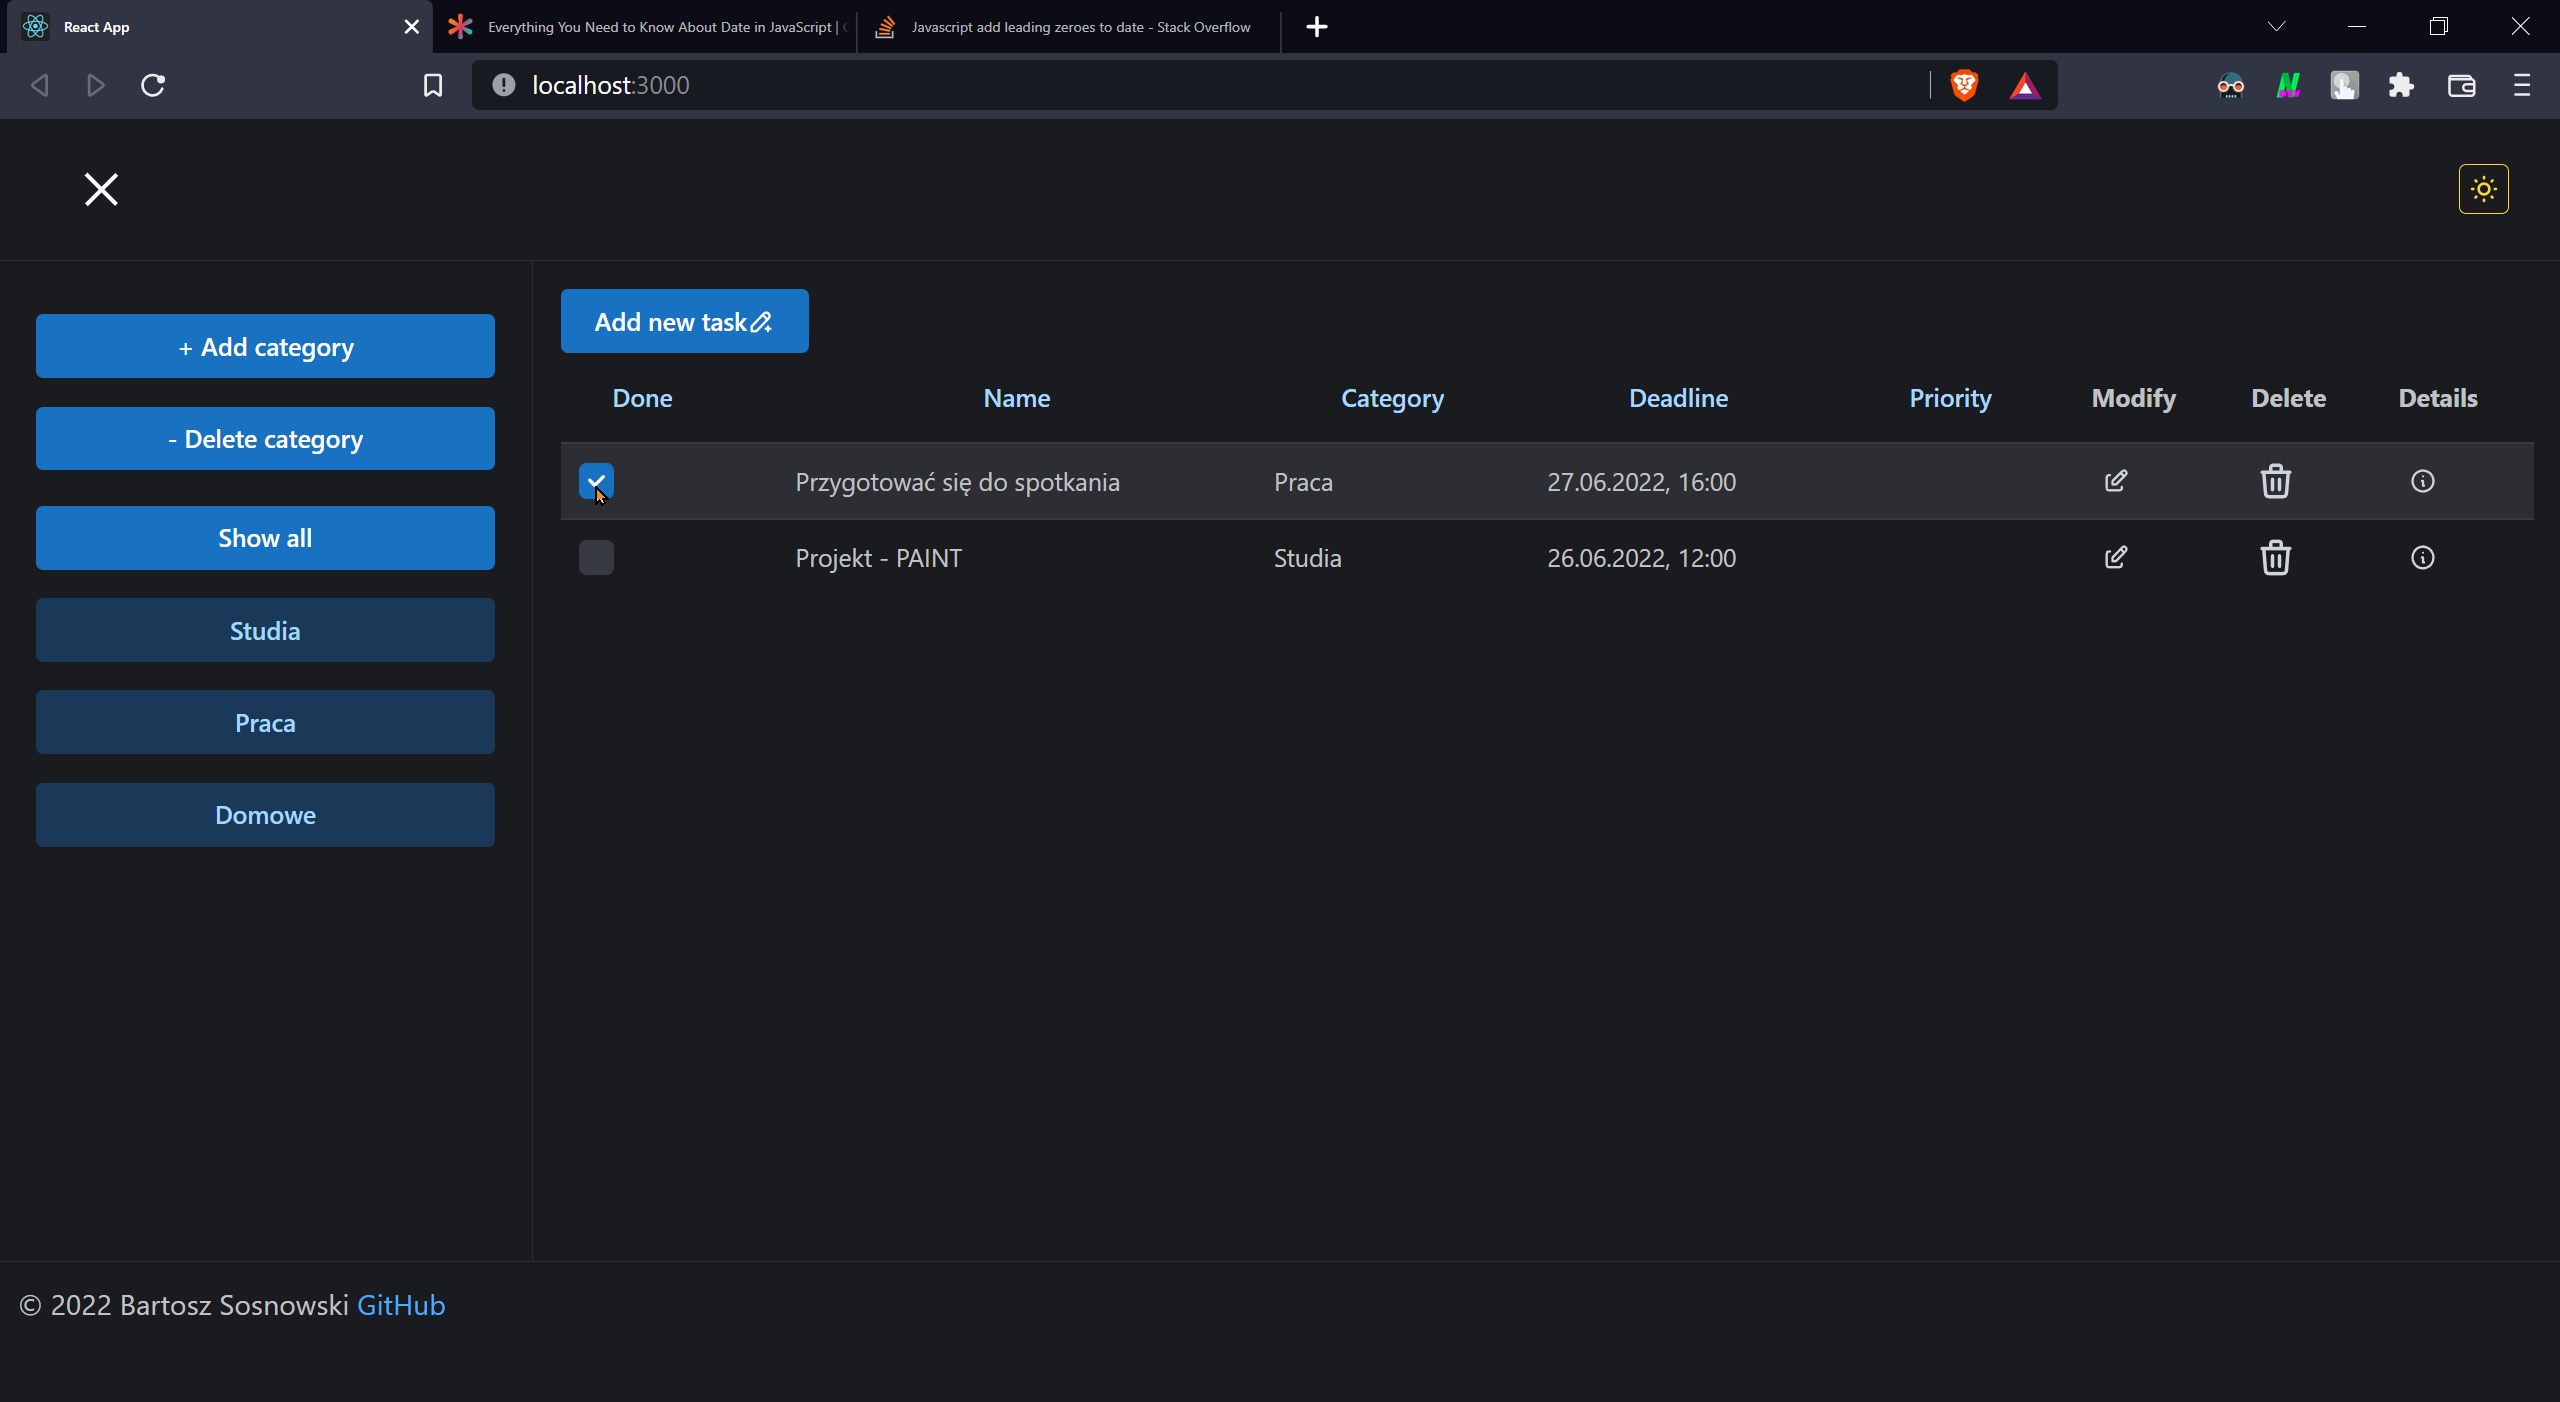 React App
Everything You Need to Know About Date in JavaScript |
Javascript add leading zeroes to date - Stack Overflow
localhost:3000
+ Add category
- Delete category
Show all
Studia
Praca
Domowe
Add new task
Done Name Category Deadline Priority Modify Delete Details
Przygotować się do spotkania Praca 27.06.2022, 16:00
Projekt - PAINT Studia 26.06.2022, 12:00
© 2022 Bartosz Sosnowski GitHub